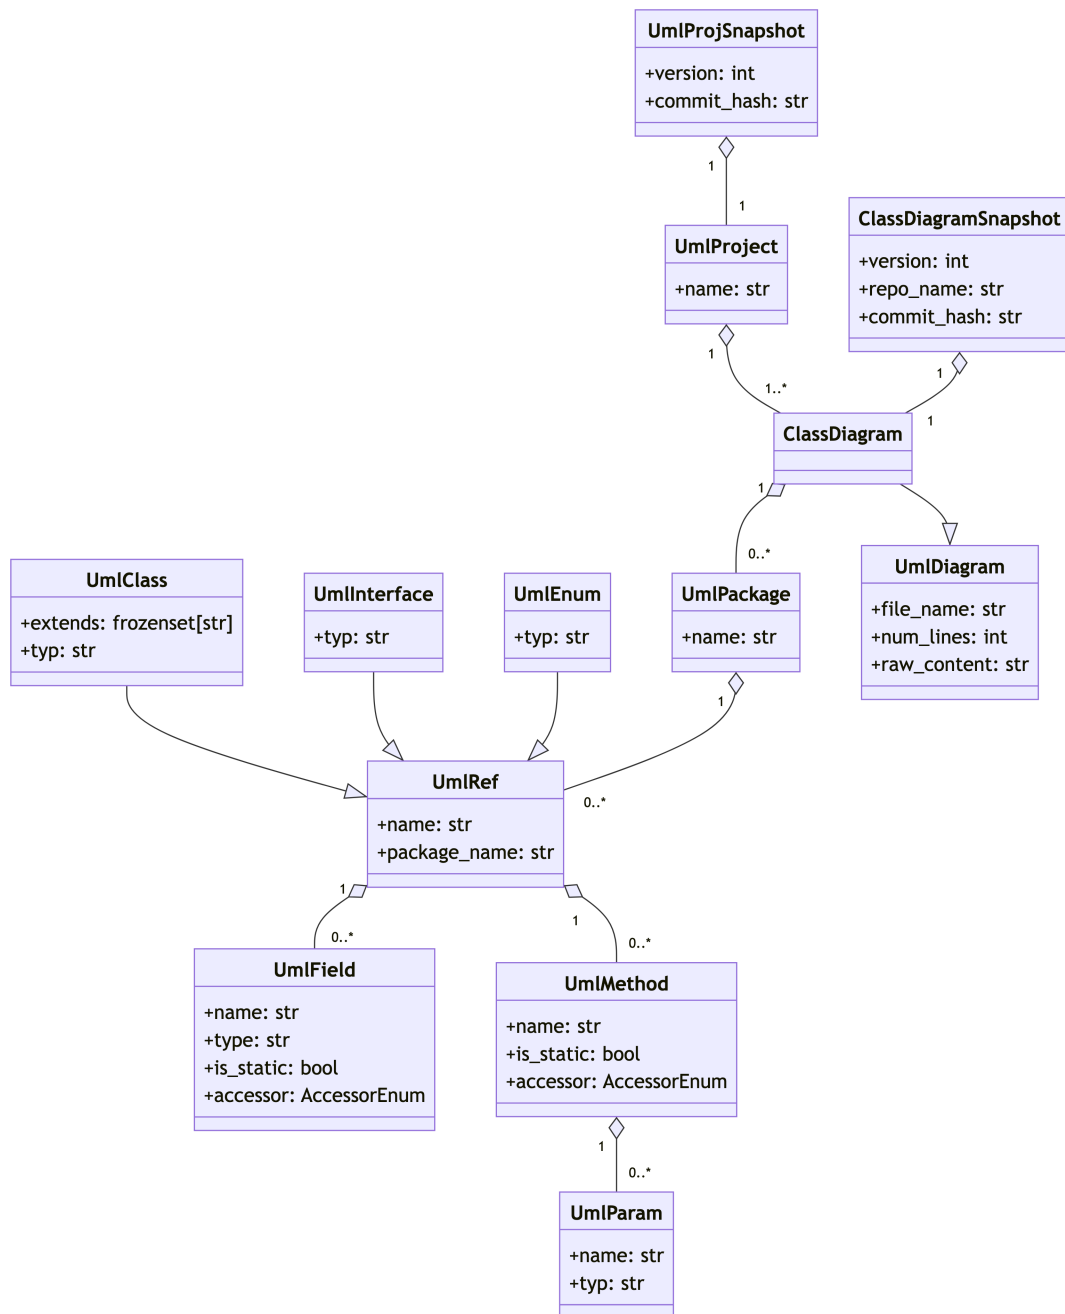 UmlProjSnapshot
+version: int
+commit_hash: str
1
1
UmlProject
+name: str
ClassDiagramSnapshot
+version: int
+repo_name: str
+commit_hash: str
1
1..*
1
1
ClassDiagram
1
0..*
UmlClass
+extends: frozenset[str]
+typ: str
UmlInterface
+typ: str
UmlEnum
+typ: str
UmlPackage
+name: str
UmlDiagram
+file_name: str
+num_lines: int
+raw_content: str
1
0..*
UmlRef
+name: str
+package_name: str
1
0..*
1
0..*
UmlField
+name: str
+type: str
+is_static: bool
+accessor: AccessorEnum
UmlMethod
+name: str
+is_static: bool
+accessor: AccessorEnum
1
0..*
UmlParam
+name: str
+typ: str